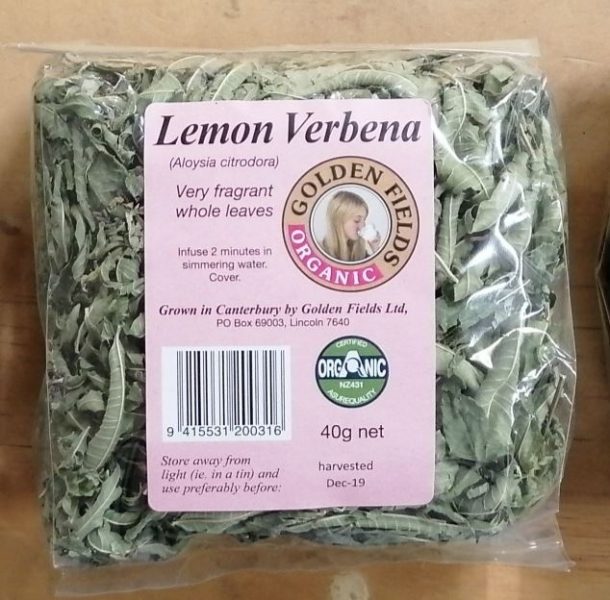 Lemon Verbena
(Aloysia citrodora)
Very fragrant
whole leaves
GOLDEN FIELDS
ORGANIC
Infuse 2 minutes in
simmering water.
Cover.
Grown in Canterbury by Golden Fields Ltd,
PO Box 69003, Lincoln 7640
CERTIFIED
ORGANIC
NZ431
ASUREQUALITY
9 415531 200316
40g net
Store away from
light (ie. in a tin) and
use preferably before:
harvested
Dec-19